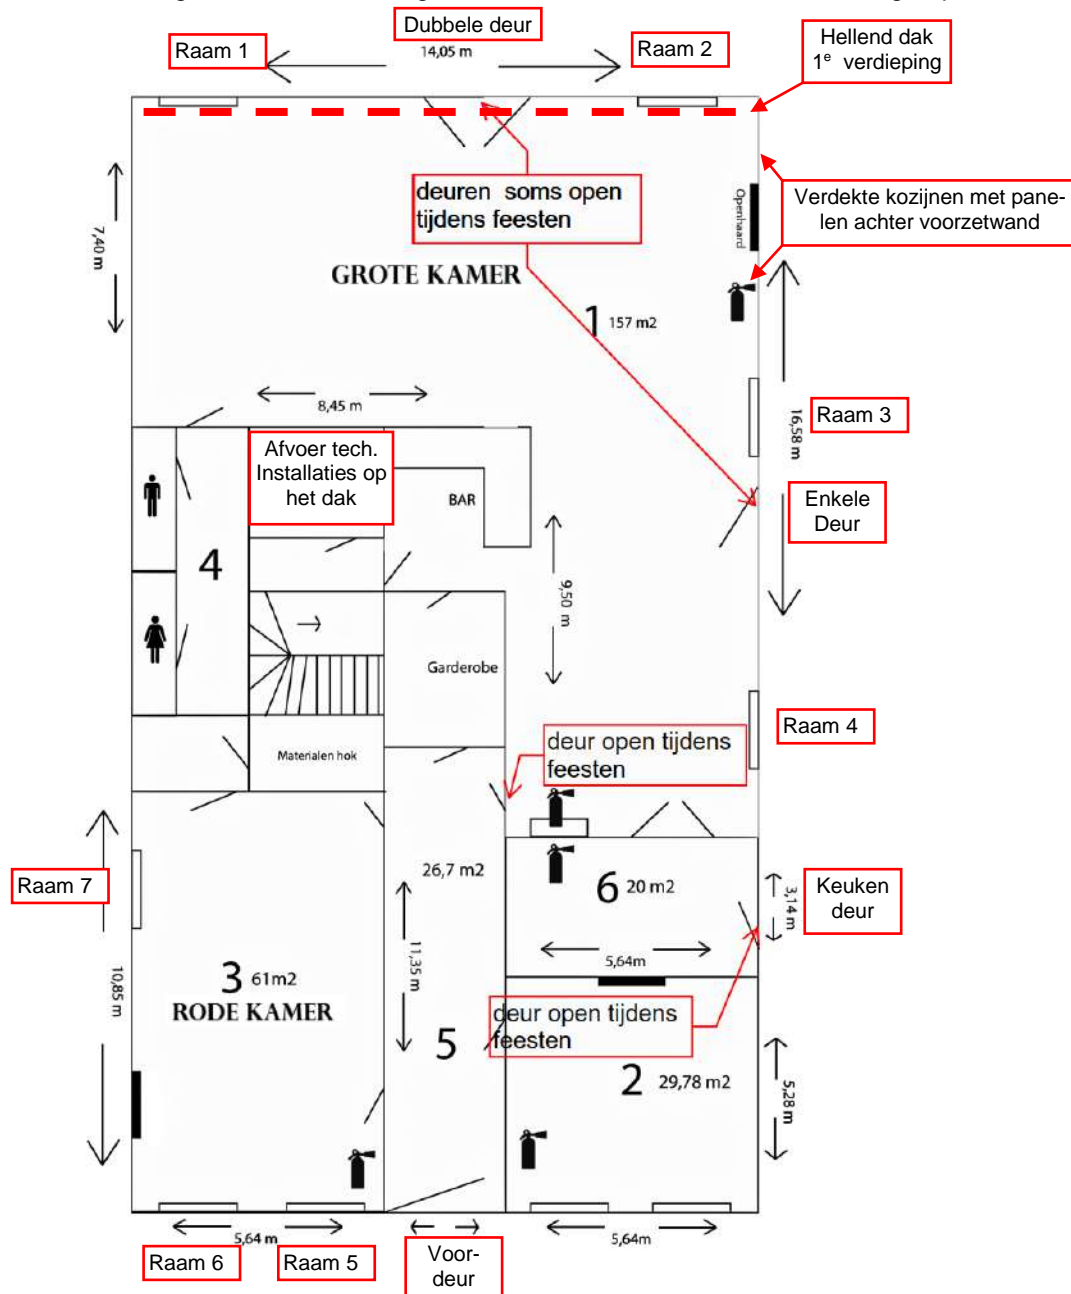 Dubbele deur
14,05 m
Raam 1
Raam 2
Hellend dak
1e verdieping
deuren soms open
tijdens feesten
Verdekte kozijnen met pane-
len achter voorzetwand
Openhaard
7,40 m
GROTE KAMER
1 157 m2
8,45 m
16,58 m
Raam 3
Afvoer tech.
Installaties op
het dak
BAR
Enkele
Deur
4
9,50 m
Garderobe
Raam 4
deur open tijdens
feesten
Materialen hok
Raam 7
26,7 m2
6 20 m2
3,14 m
Keuken
deur
5,64m
10,85 m
11,35 m
3 61m2
RODE KAMER
deur open tijdens
feesten
5
2 29,78 m2
5,28 m
5,64 m
5,64m
Raam 6
Raam 5
Voor-
deur